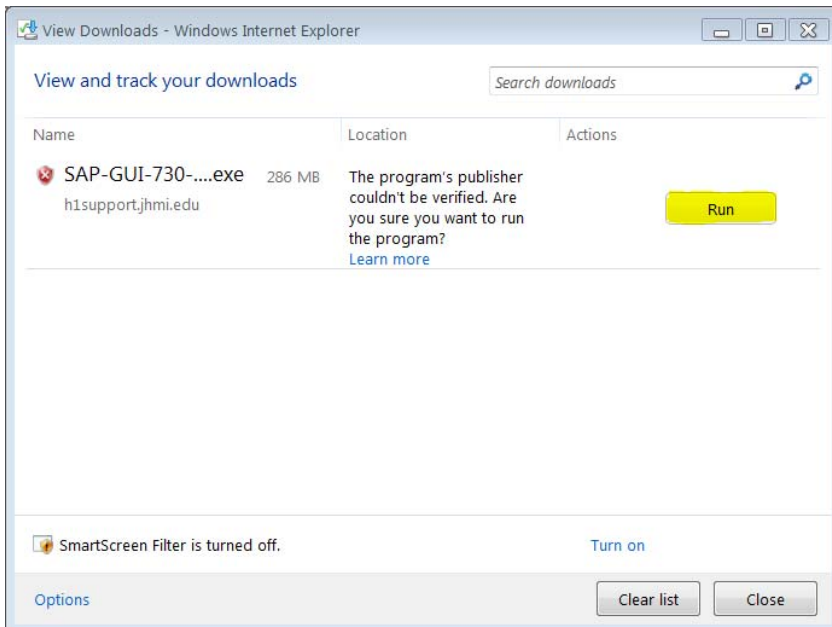 View Downloads - Windows Internet Explorer
View and track your downloads
Search downloads
Name
Location
Actions
SAP-GUI-730-....exe
286 MB
h1support.jhmi.edu
The program's publisher
couldn't be verified. Are
you sure you want to run
the program?
Learn more
Run
SmartScreen Filter is turned off.
Turn on
Options
Clear list
Close